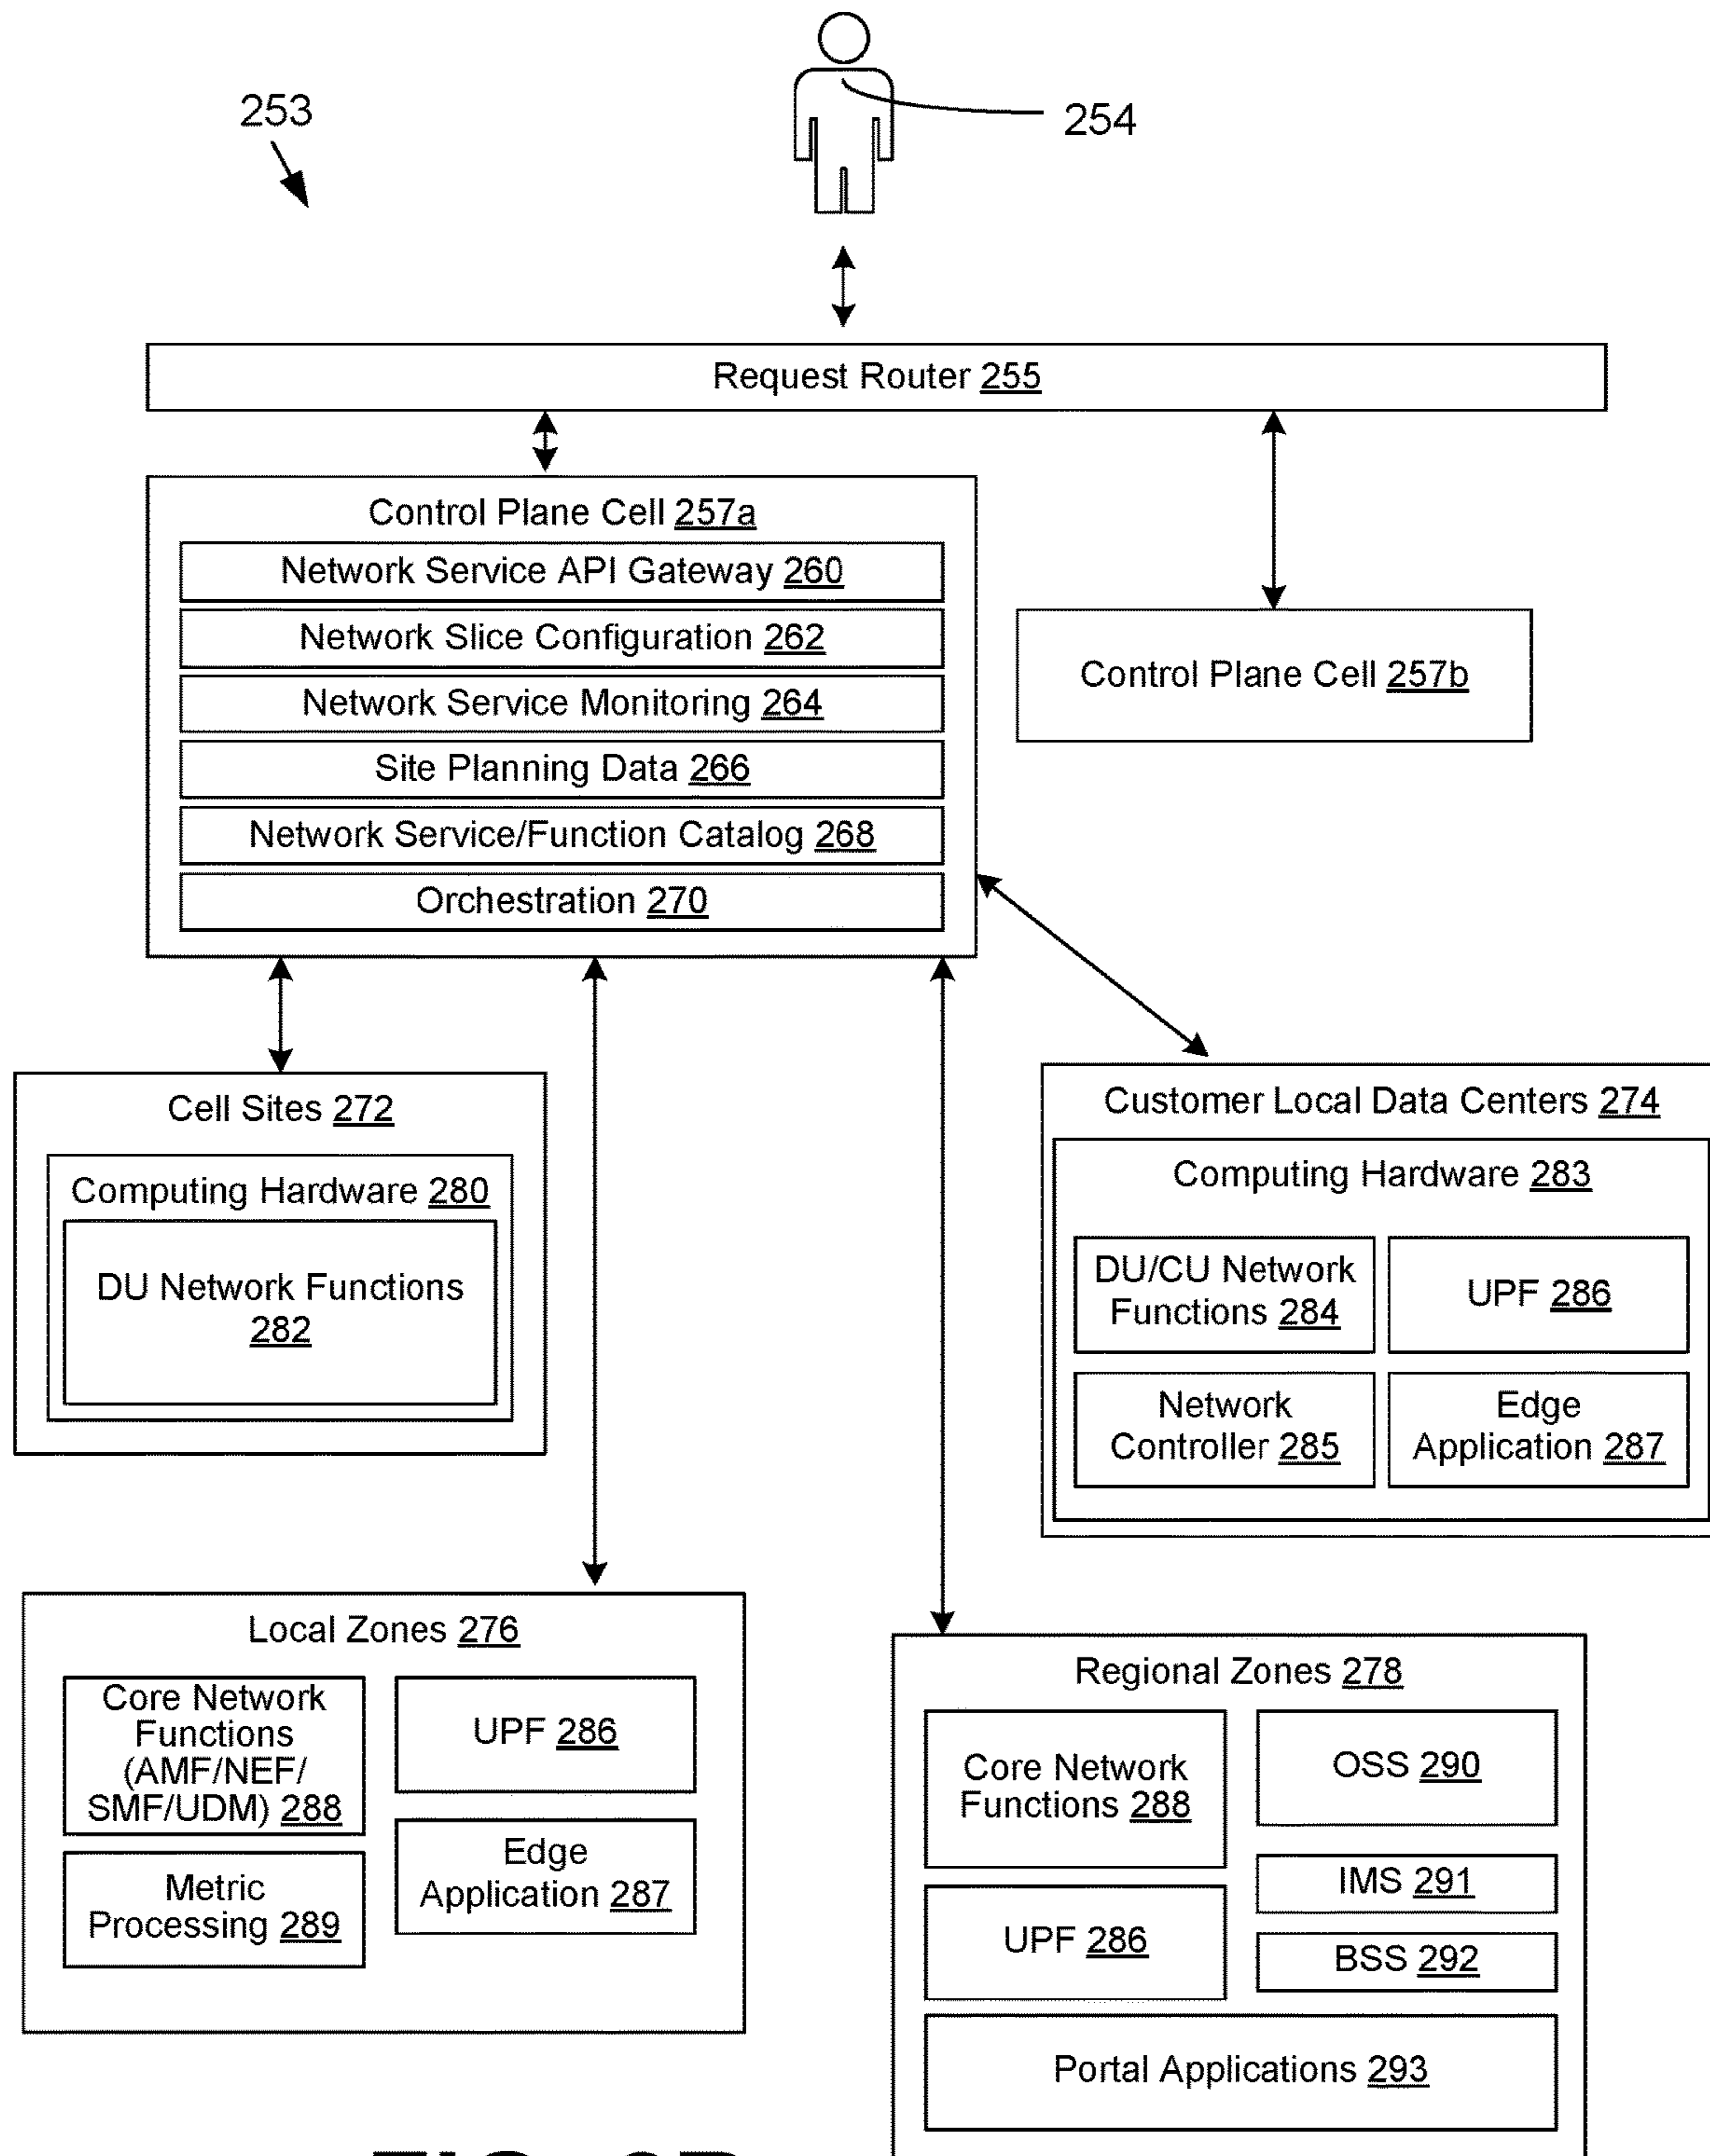 253
254
Request Router 255
Control Plane Cell 257a
Network Service API Gateway 260
Network Slice Configuration 262
Network Service Monitoring 264
Site Planning Data 266
Network Service/Function Catalog 268
Orchestration 270
Control Plane Cell 257b
Cell Sites 272
Computing Hardware 280
DU Network Functions
282
Customer Local Data Centers 274
Computing Hardware 283
DU/CU Network
Functions 284
UPF 286
Network
Controller 285
Edge
Application 287
Local Zones 276
Core Network
Functions
(AMF/NEF/
SMF/UDM) 288
UPF 286
Metric
Processing 289
Edge
Application 287
Regional Zones 278
Core Network
Functions 288
OSS 290
IMS 291
UPF 286
BSS 292
Portal Applications 293